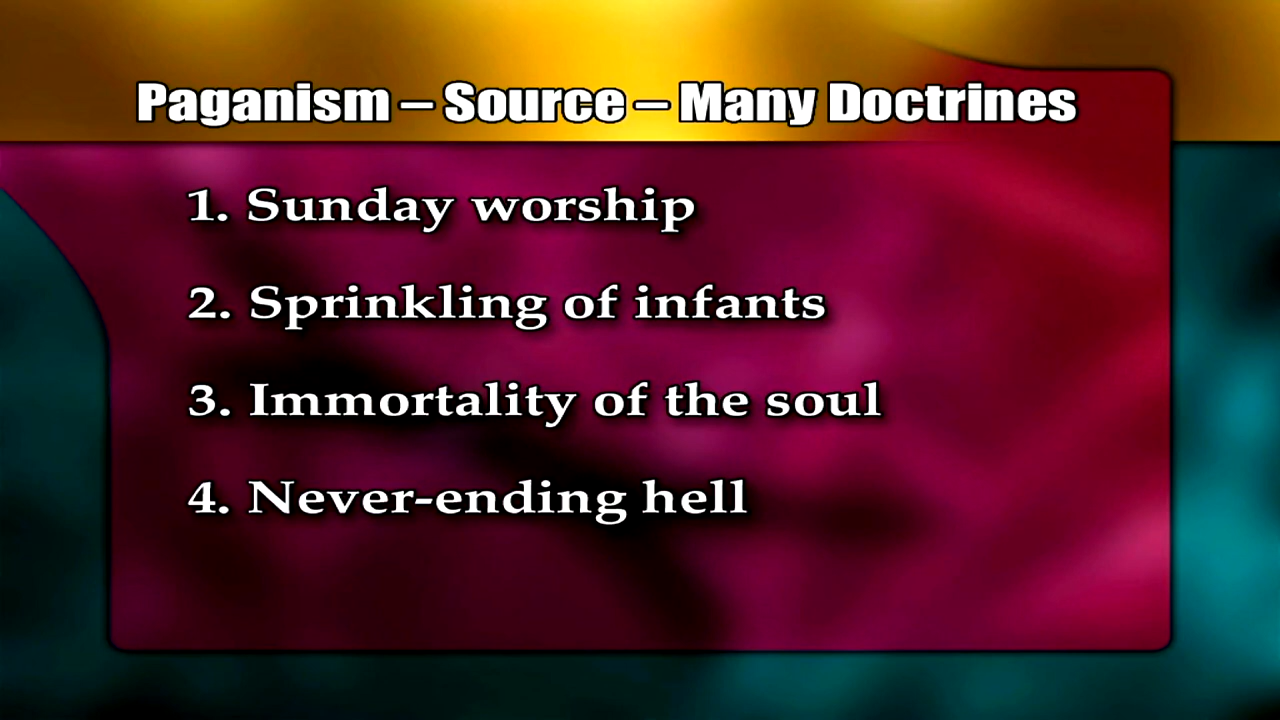 Paganism – Source – Many Doctrines
1. Sunday worship
2. Sprinkling of infants
3. Immortality of the soul
4. Never-ending hell